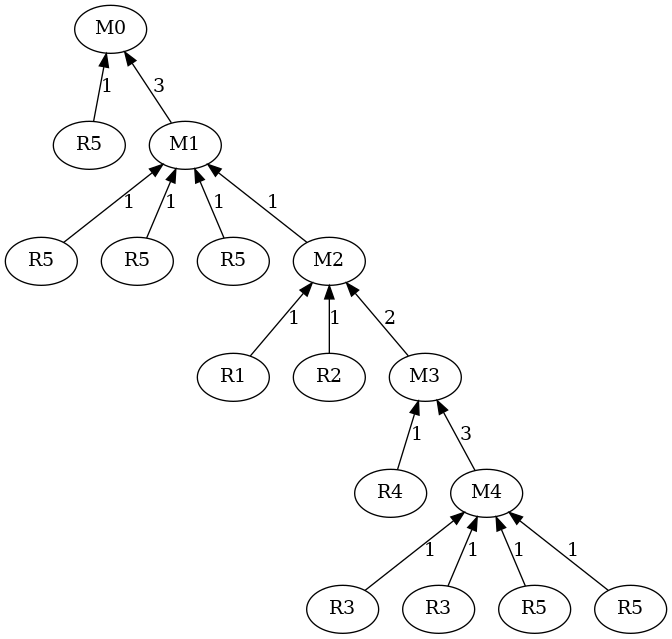 M0
1 3
R5 M1
1 1 1 1
R5 R5 R5 M2
1 1 2
R1 R2 M3
1 3
R4 M4
1 1 1 1
R3 R3 R5 R5